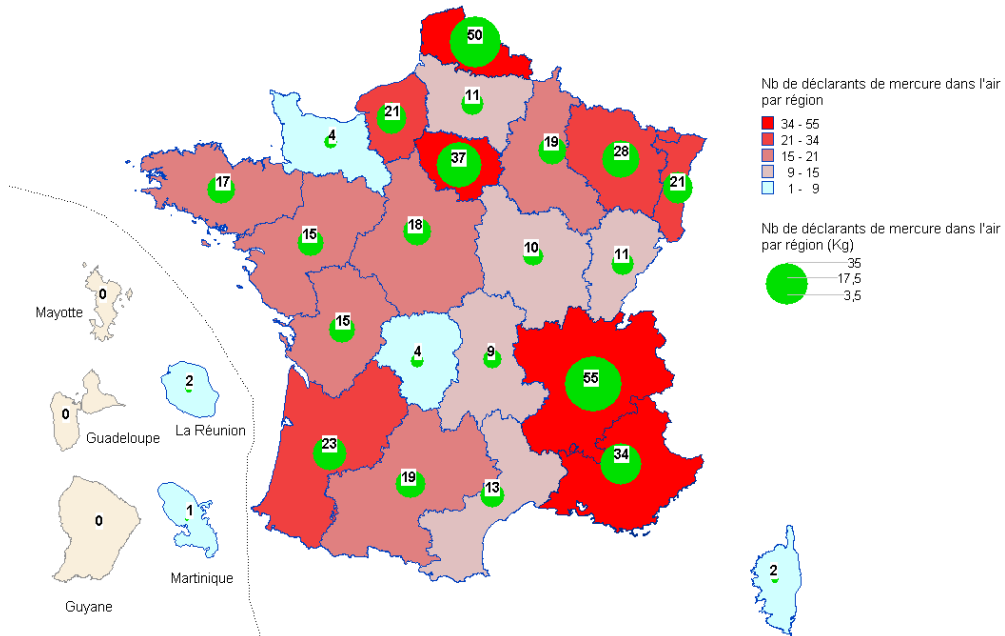 50
11
21
4
37
19
28
21
17
18
15
10
11
15
4
9
55
23
19
13
34
2
0
Mayotte
2
La Réunion
0
Guadeloupe
0
Guyane
1
Martinique
Nb de déclarants de mercure dans l'air
par région
34 - 55
21 - 34
15 - 21
9 - 15
1 - 9
Nb de déclarants de mercure dans l'air
par région (Kg)
35
17,5
3,5